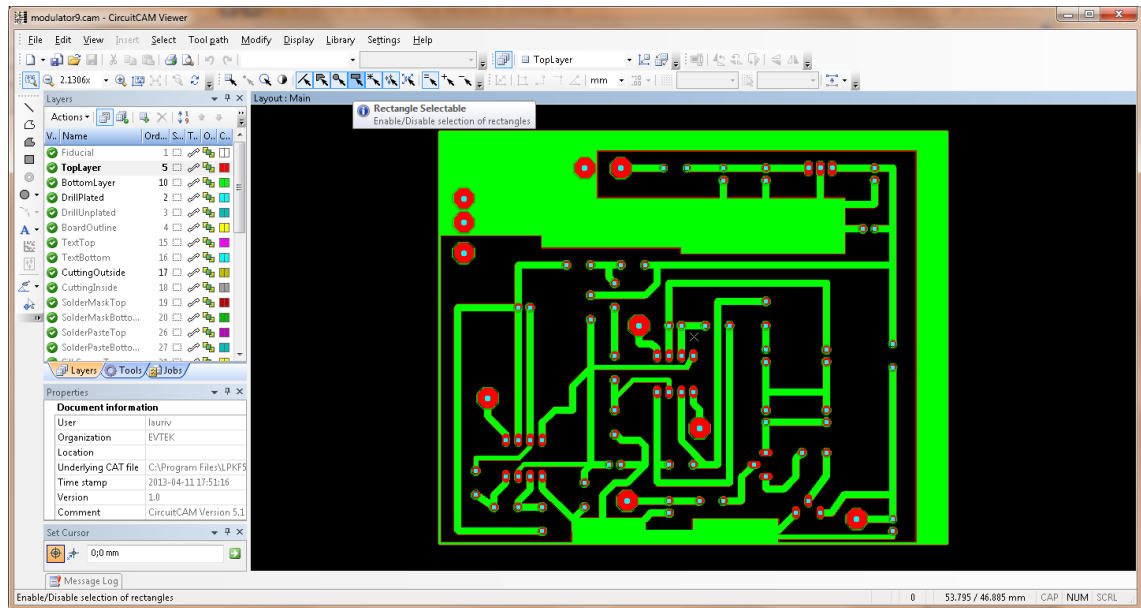 modulator9.cam - CircuitCAM Viewer
File Edit View Insert Select Tool path Modify Display Library Settings Help
TopLayer
2.1306x mm
Layers
Layout : Main
Rectangle Selectable
Enable/Disable selection of rectangles
Actions
V.. Name Ord... S... T.. O.. C..
Fiducial 1
TopLayer 5
BottomLayer 10
DrillPlated 2
DrillUnplated 3
BoardOutline 4
TextTop 15
TextBottom 16
CuttingOutside 17
CuttingInside 18
SolderMaskTop 19
SolderMaskBotto... 20
SolderPasteTop 26
SolderPasteBotto... 27
Layers Tools Jobs
Properties
Document information
User lauriv
Organization EVTEK
Location
Underlying CAT file C:\Program Files\LPKF5
Time stamp 2013-04-11 17:51:16
Version 1.0
Comment CircuitCAM Version 5.1
Set Cursor
0;0 mm
Message Log
Enable/Disable selection of rectangles 0 53.795 / 46.885 mm CAP NUM SCRL